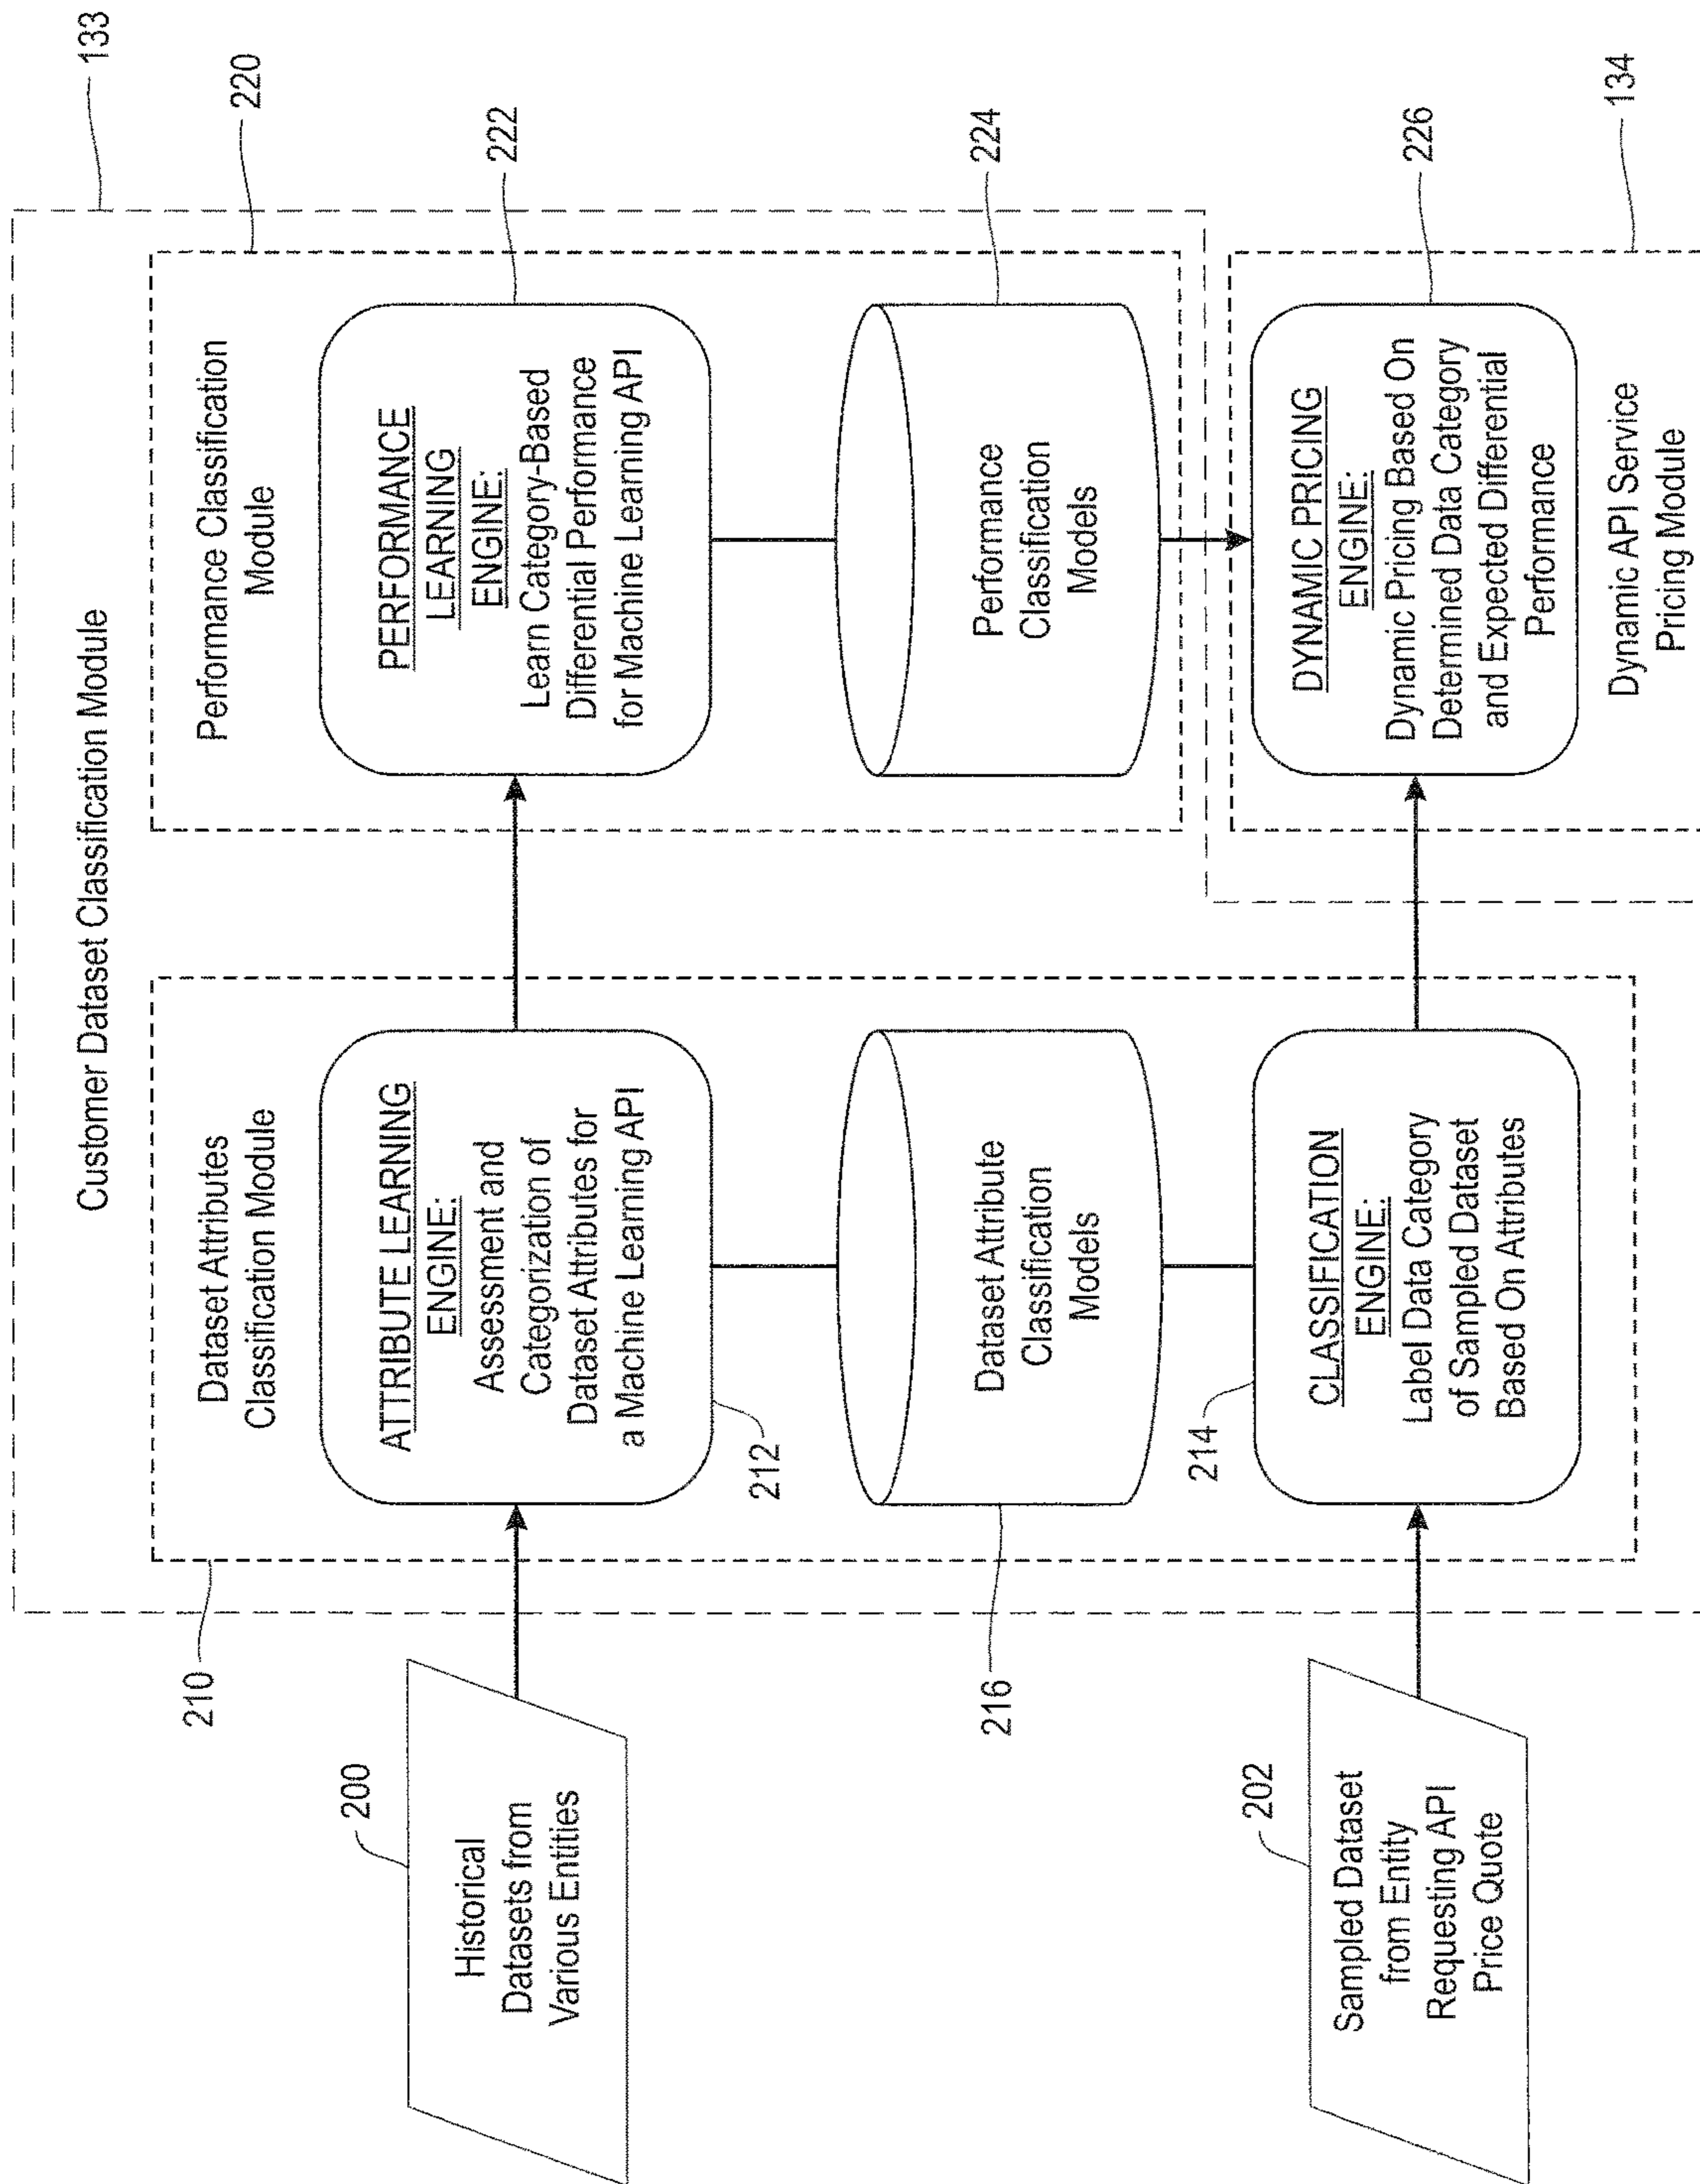 Customer Dataset Classification Module
133
210
Dataset Attributes
Classification Module
Performance Classification
Module
220
200
Historical
Datasets from
Various Entities
ATTRIBUTE LEARNING
ENGINE:
Assessment and
Categorization of
Dataset Attributes for
a Machine Learning API
212
PERFORMANCE
LEARNING
ENGINE:
Learn Category-Based
Differential Performance
for Machine Learning API
222
216
Dataset Attribute
Classification
Models
Performance
Classification
Models
224
202
Sampled Dataset
from Entity
Requesting API
Price Quote
214
CLASSIFICATION
ENGINE:
Label Data Category
of Sampled Dataset
Based On Attributes
DYNAMIC PRICING
ENGINE:
Dynamic Pricing Based On
Determined Data Category
and Expected Differential
Performance
226
Dynamic API Service
Pricing Module
134